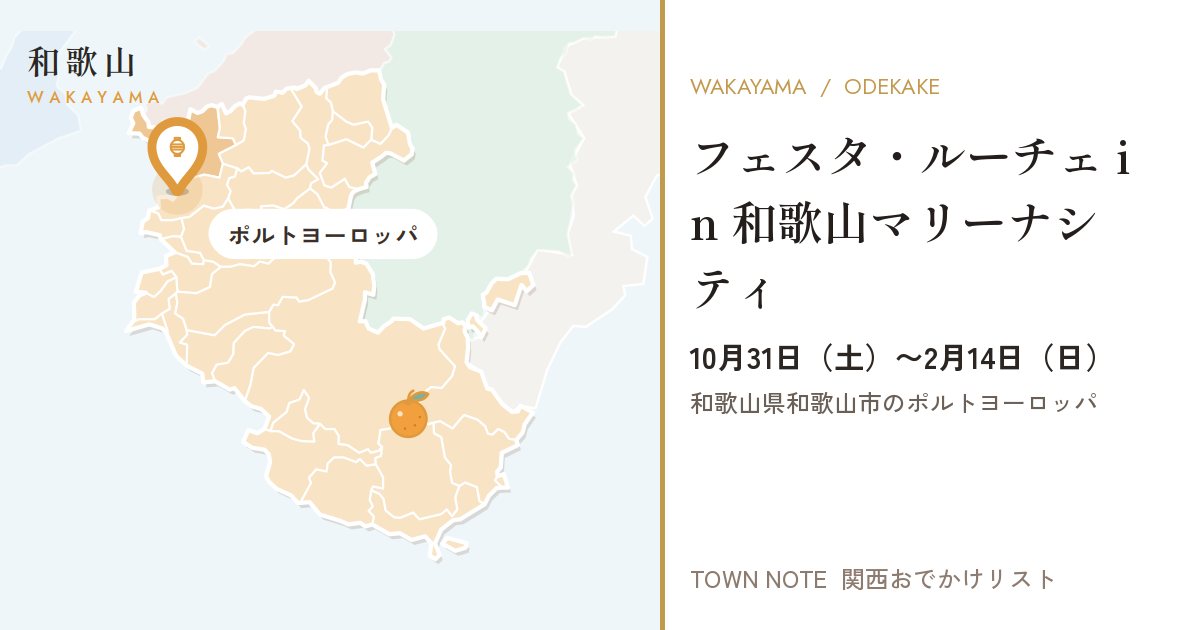 和歌山
WAKAYAMA
ポルトヨーロッパ
WAKAYAMA / ODEKAKE
フェスタ・ルーチェ i
n 和歌山マリーナシ
ティ
10月31日（土）〜2月14日（日）
和歌山県和歌山市のポルトヨーロッパ
TOWN NOTE 関西おでかけリスト